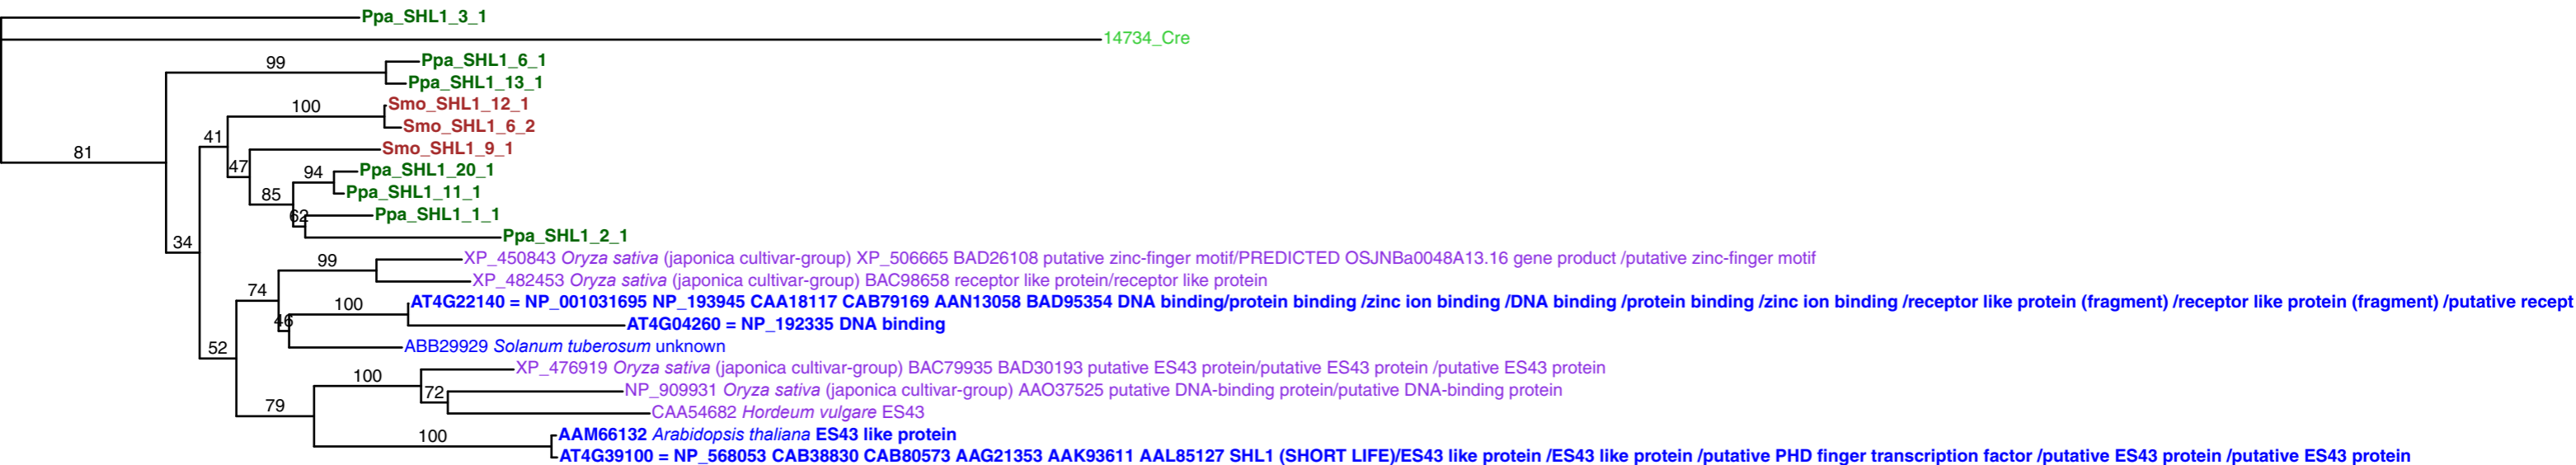 Ppa_SHL1_3_1
14734_Cre
99
Ppa_SHL1_6_1
Ppa_SHL1_13_1
100
Smo_SHL1_12_1
Smo_SHL1_6_2
41
81
Smo_SHL1_9_1
47
94
Ppa_SHL1_20_1
85
Ppa_SHL1_11_1
62
Ppa_SHL1_1_1
34
Ppa_SHL1_2_1
99
XP_450843 Oryza sativa (japonica cultivar-group) XP_506665 BAD26108 putative zinc-finger motif/PREDICTED OSJNBa0048A13.16 gene product /putative zinc-finger motif
XP_482453 Oryza sativa (japonica cultivar-group) BAC98658 receptor like protein/receptor like protein
74
100
AT4G22140 = NP_001031695 NP_193945 CAA18117 CAB79169 AAN13058 BAD95354 DNA binding/protein binding /zinc ion binding /DNA binding /protein binding /zinc ion binding /receptor like protein (fragment) /receptor like protein (fragment) /putative recept
46
AT4G04260 = NP_192335 DNA binding
52
ABB29929 Solanum tuberosum unknown
100
XP_476919 Oryza sativa (japonica cultivar-group) BAC79935 BAD30193 putative ES43 protein/putative ES43 protein /putative ES43 protein
72
NP_909931 Oryza sativa (japonica cultivar-group) AAO37525 putative DNA-binding protein/putative DNA-binding protein
79
CAA54682 Hordeum vulgare ES43
100
AAM66132 Arabidopsis thaliana ES43 like protein
AT4G39100 = NP_568053 CAB38830 CAB80573 AAG21353 AAK93611 AAL85127 SHL1 (SHORT LIFE)/ES43 like protein /ES43 like protein /putative PHD finger transcription factor /putative ES43 protein /putative ES43 protein